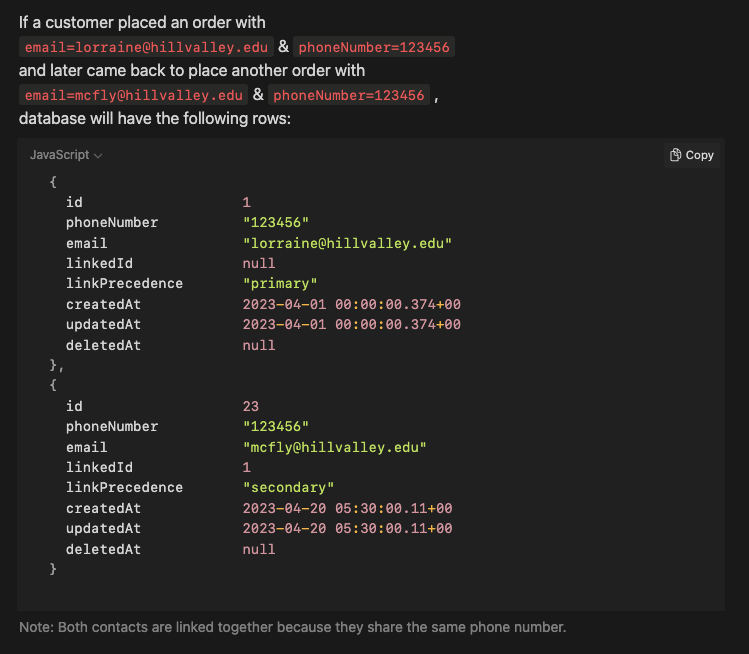 If a customer placed an order with
email=lorraine@hillvalley.edu & phoneNumber=123456
and later came back to place another order with
email=mcfly@hillvalley.edu & phoneNumber=123456 ,
database will have the following rows:
JavaScript Copy
{
id 1
phoneNumber "123456"
email "lorraine@hillvalley.edu"
linkedId null
linkPrecedence "primary"
createdAt 2023-04-01 00:00:00.374+00
updatedAt 2023-04-01 00:00:00.374+00
deletedAt null
},
{
id 23
phoneNumber "123456"
email "mcfly@hillvalley.edu"
linkedId 1
linkPrecedence "secondary"
createdAt 2023-04-20 05:30:00.11+00
updatedAt 2023-04-20 05:30:00.11+00
deletedAt null
}
Note: Both contacts are linked together because they share the same phone number.